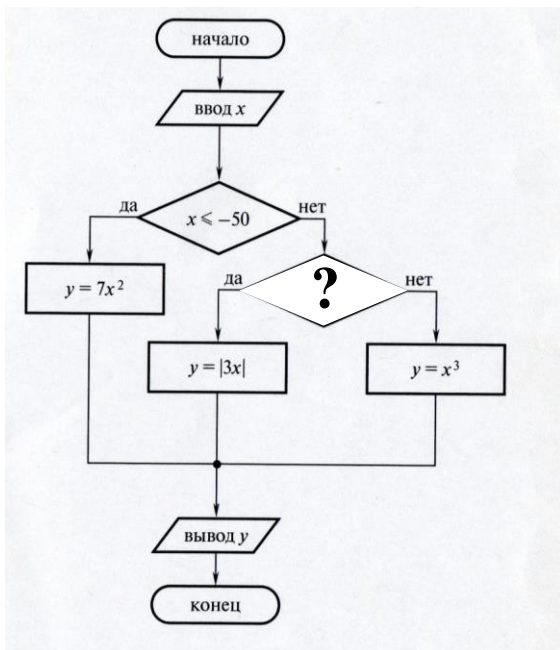 начало
ввод x
да
x ⩽ −50
нет
y = 7x²
да
?
нет
y = |3x|
y = x³
вывод y
конец